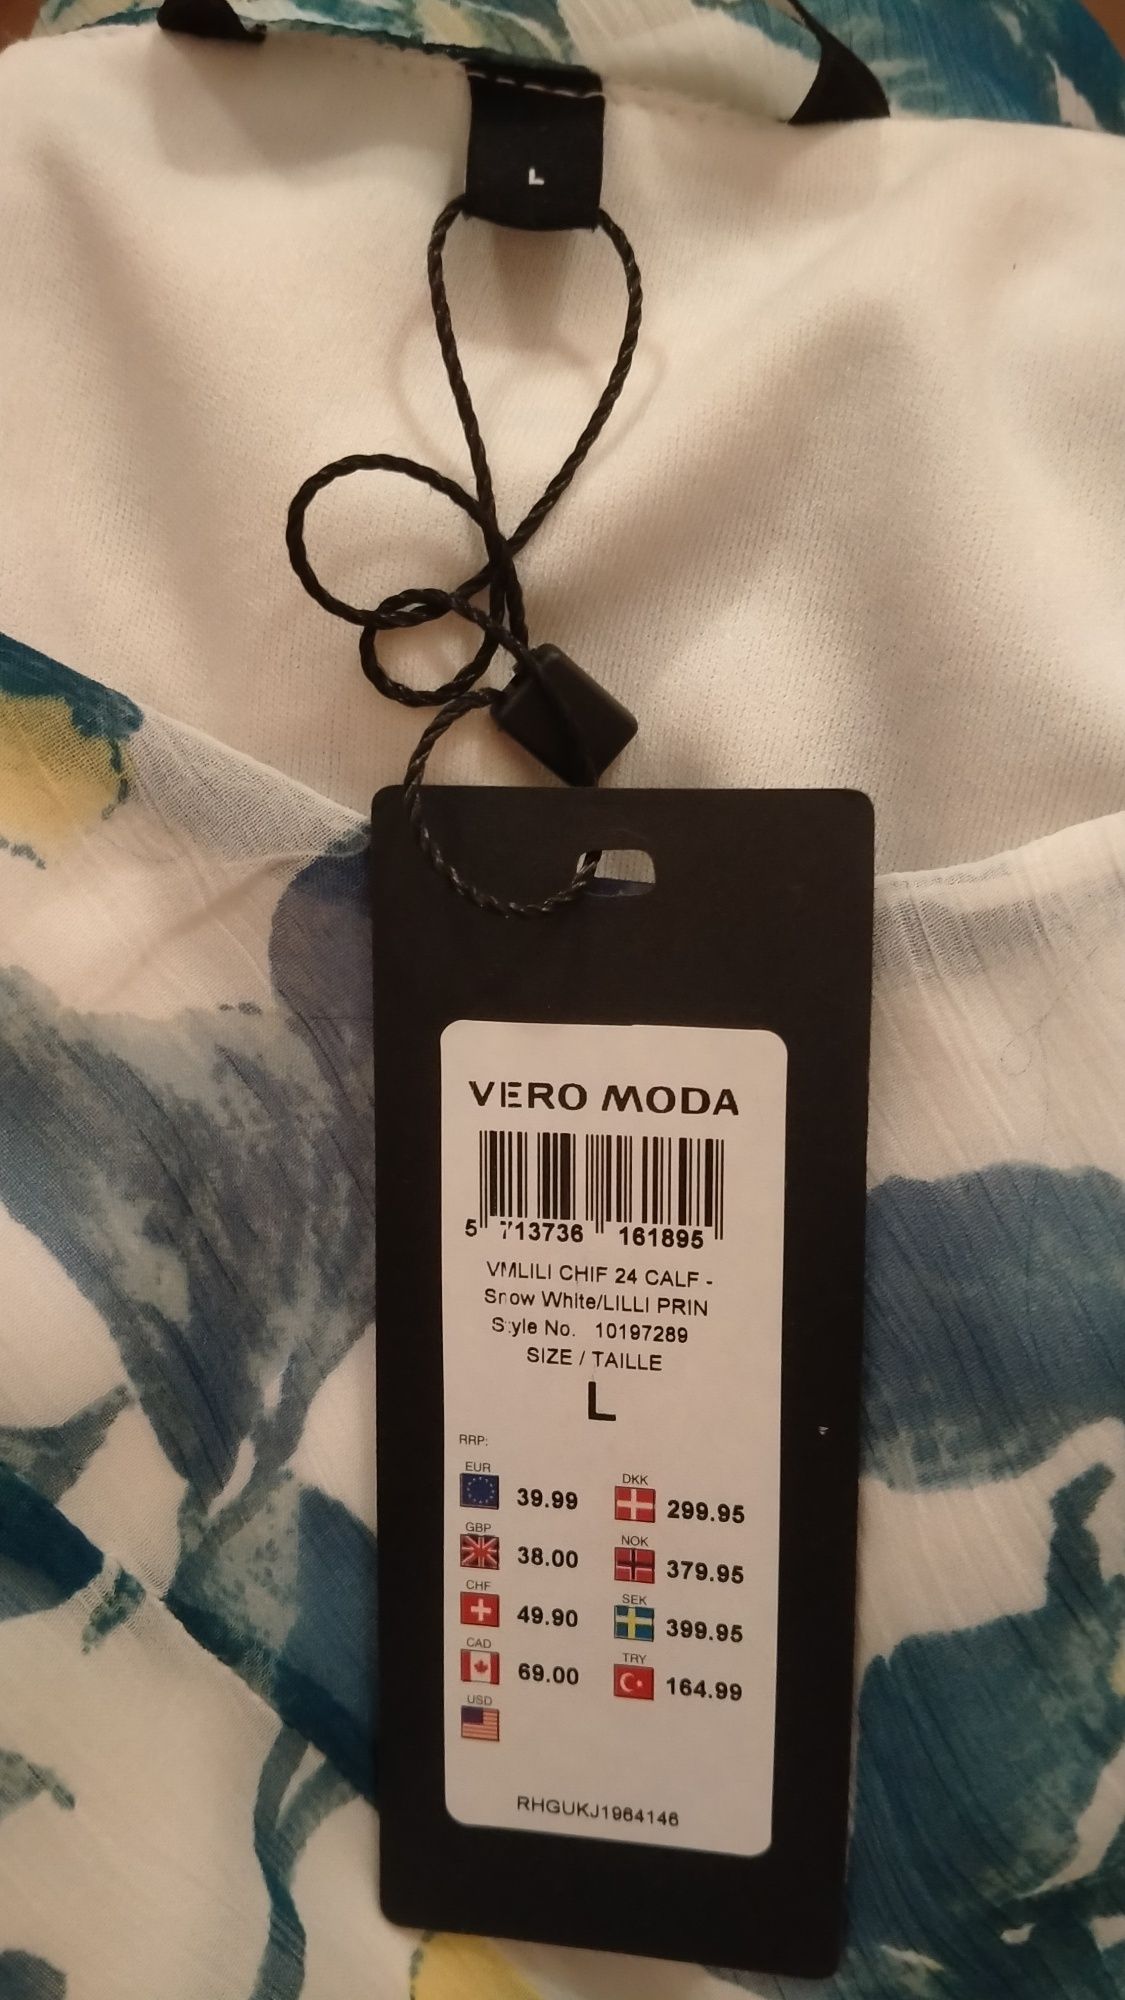 L
VERO MODA
5 713736 161895
VMLILI CHIF 24 CALF -
Snow White/LILLI PRIN
Style No. 10197289
SIZE / TAILLE
L
RRP:
EUR 39.99 DKK 299.95
GBP 38.00 NOK 379.95
CHF 49.90 SEK 399.95
CAD 69.00 TRY 164.99
USD
RHGUKJ1964146